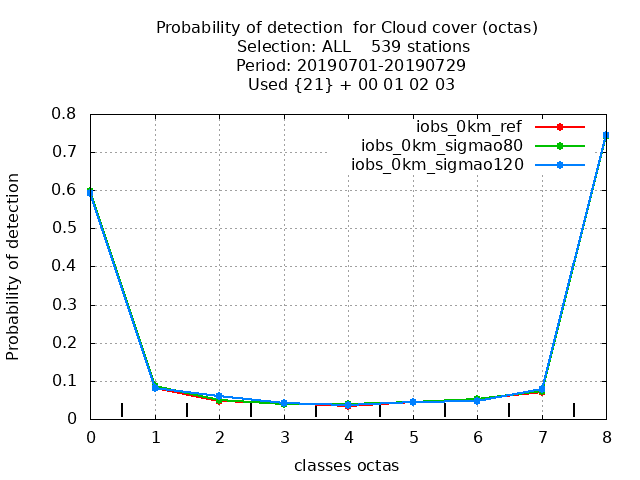 Probability of detection  for Cloud cover (octas)
Selection: ALL    539 stations
Period: 20190701-20190729
Used {21} + 00 01 02 03
iobs_0km_ref
iobs_0km_sigmao80
iobs_0km_sigmao120
Probability of detection
0.8
0.7
0.6
0.5
0.4
0.3
0.2
0.1
0
0 1 2 3 4 5 6 7 8
classes octas